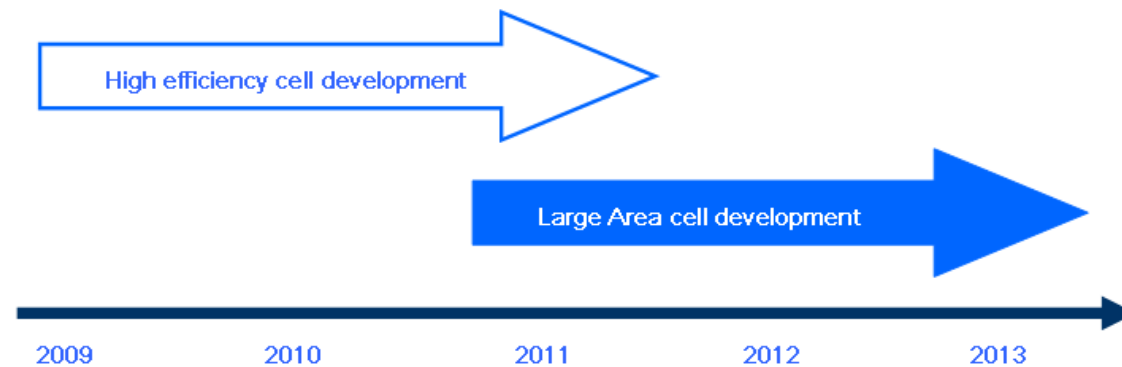 High efficiency cell development
Large Area cell development
2009 2010 2011 2012 2013